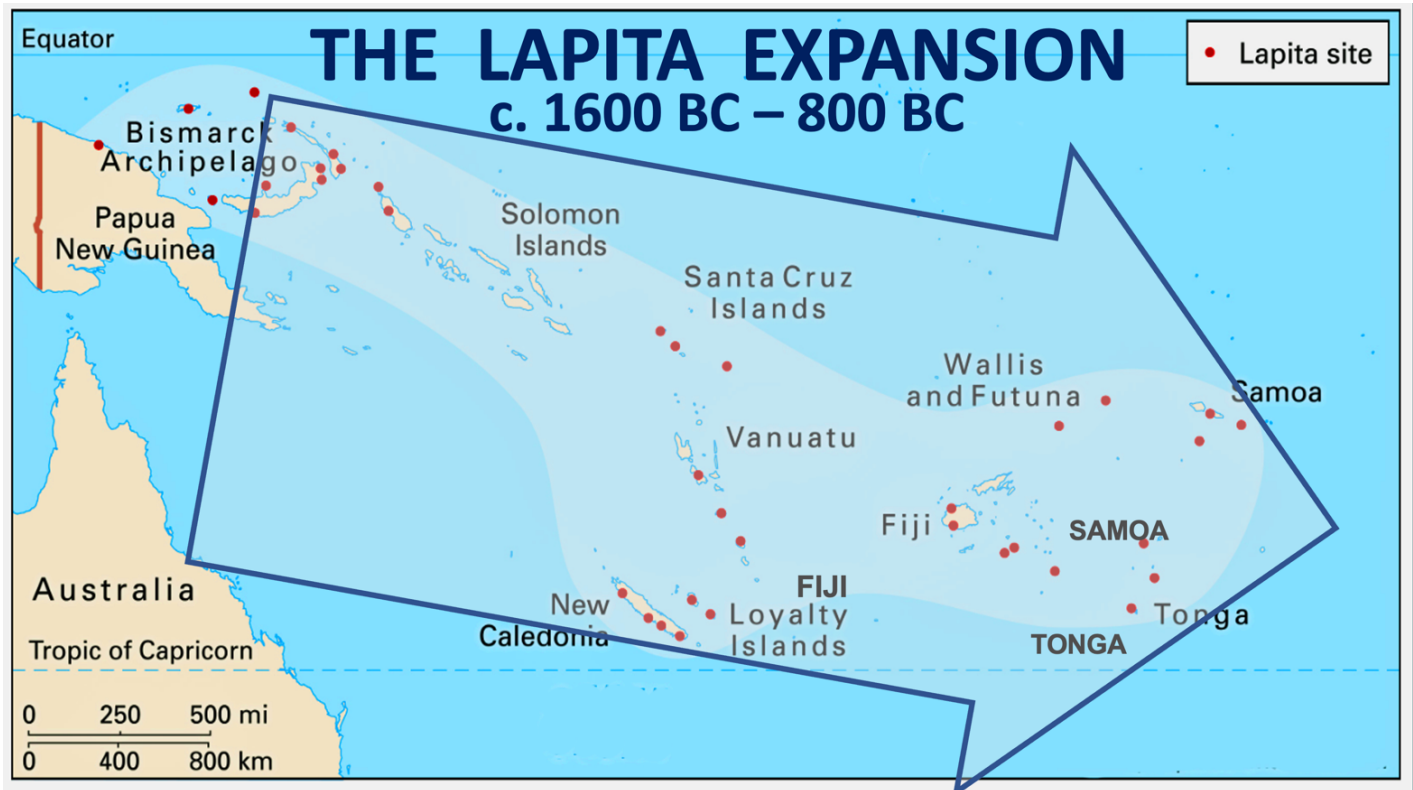 Equator
THE LAPITA EXPANSION
c. 1600 BC – 800 BC
Lapita site
Bismarck
Archipelago
Papua
New Guinea
Solomon
Islands
Santa Cruz
Islands
Wallis
and Futuna
Samoa
Vanuatu
Fiji
SAMOA
Australia
New
Caledonia
FIJI
Loyalty
Islands
Tonga
TONGA
Tropic of Capricorn
0 250 500 mi
0 400 800 km